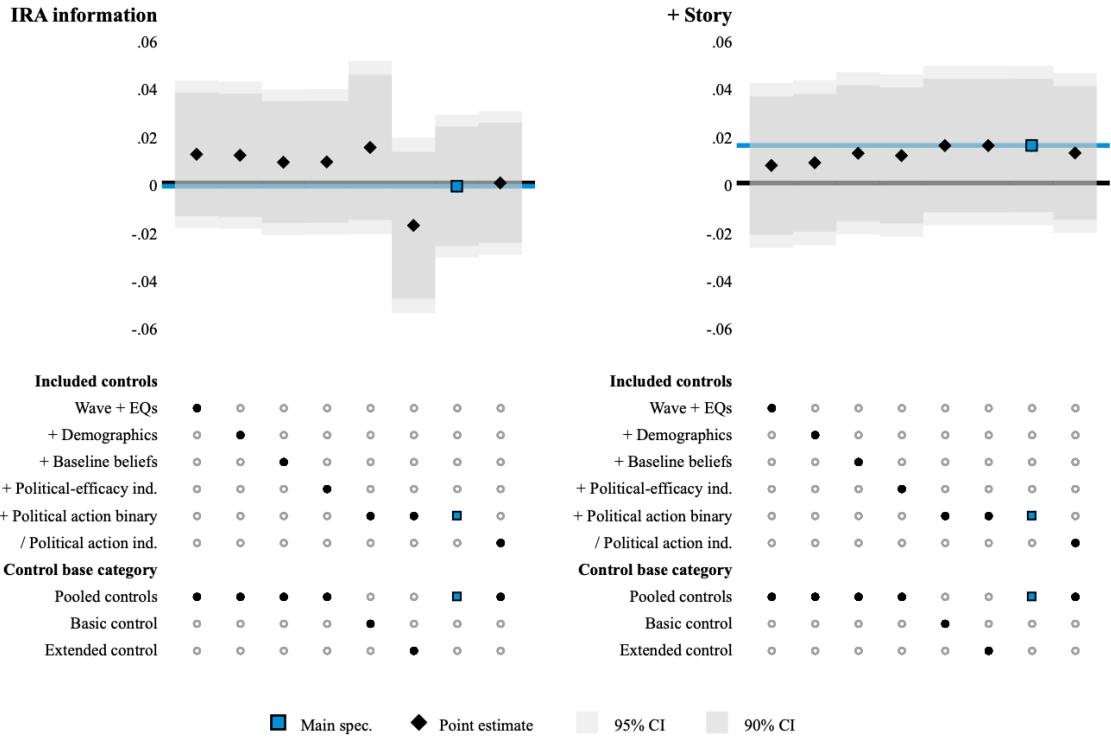 IRA information
.06
.04
.02
0
-.02
-.04
-.06
Included controls
Wave + EQs
+ Demographics
+ Baseline beliefs
+ Political-efficacy ind.
+ Political action binary
/ Political action ind.
Control base category
Pooled controls
Basic control
Extended control
+ Story
.06
.04
.02
0
-.02
-.04
-.06
Included controls
Wave + EQs
+ Demographics
+ Baseline beliefs
+ Political-efficacy ind.
+ Political action binary
/ Political action ind.
Control base category
Pooled controls
Basic control
Extended control
Main spec. Point estimate 95% CI 90% CI